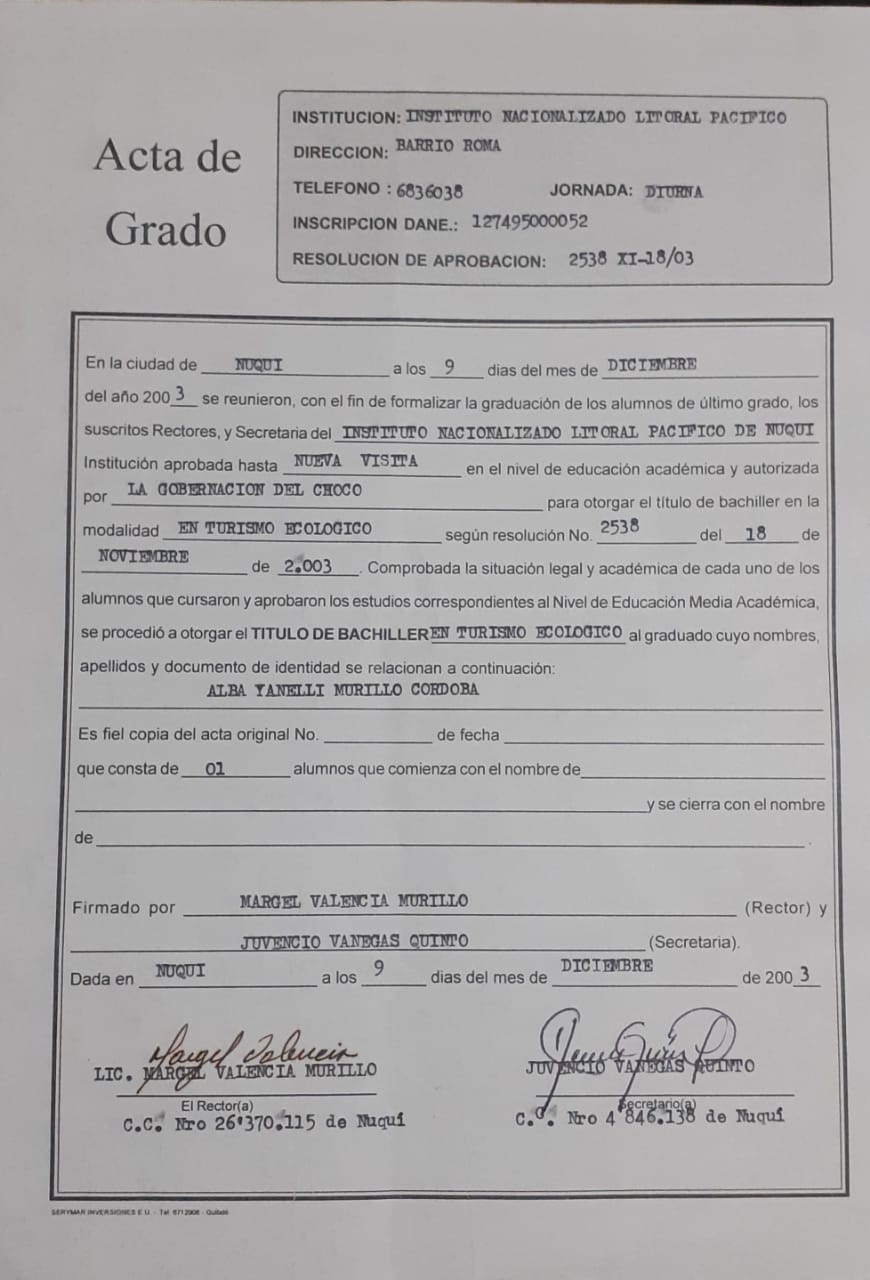 Acta de
Grado
INSTITUCION: INSTITUTO NACIONALIZADO LITORAL PACIFICO
DIRECCION: BARRIO ROMA
TELEFONO : 6836038 JORNADA: DIURNA
INSCRIPCION DANE.: 127495000052
RESOLUCION DE APROBACION: 2538 XI-18/03
En la ciudad de NUQUI a los 9 dias del mes de DICIEMBRE
del año 2003 se reunieron, con el fin de formalizar la graduación de los alumnos de último grado, los
suscritos Rectores, y Secretaria del INSTITUTO NACIONALIZADO LITORAL PACIFICO DE NUQUI
Institución aprobada hasta NUEVA VISITA en el nivel de educación académica y autorizada
por LA GOBERNACION DEL CHOCO para otorgar el título de bachiller en la
modalidad EN TURISMO ECOLOGICO según resolución No. 2538 del 18 de
NOVIEMBRE de 2.003. Comprobada la situación legal y académica de cada uno de los
alumnos que cursaron y aprobaron los estudios correspondientes al Nivel de Educación Media Académica,
se procedió a otorgar el TITULO DE BACHILLER EN TURISMO ECOLOGICO al graduado cuyo nombres,
apellidos y documento de identidad se relacionan a continuación:
ALBA YANELLI MURILLO CORDOBA
Es fiel copia del acta original No. de fecha
que consta de 01 alumnos que comienza con el nombre de
y se cierra con el nombre
de .
Firmado por MARGEL VALENCIA MURILLO (Rector) y
JUVENCIO VANEGAS QUINTO (Secretaria).
Dada en NUQUI a los 9 dias del mes de DICIEMBRE de 2003
Margel Valencia
LIC. MARGEL VALENCIA MURILLO JUVENCIO VANEGAS QUINTO
El Rector(a) Secretario(a)
C.C. Nro 26'370.115 de Nuquí C.C. Nro 4'846.138 de Nuquí
SERYMAR INVERSIONES E.U. - Tel 6712906 - Quibdó